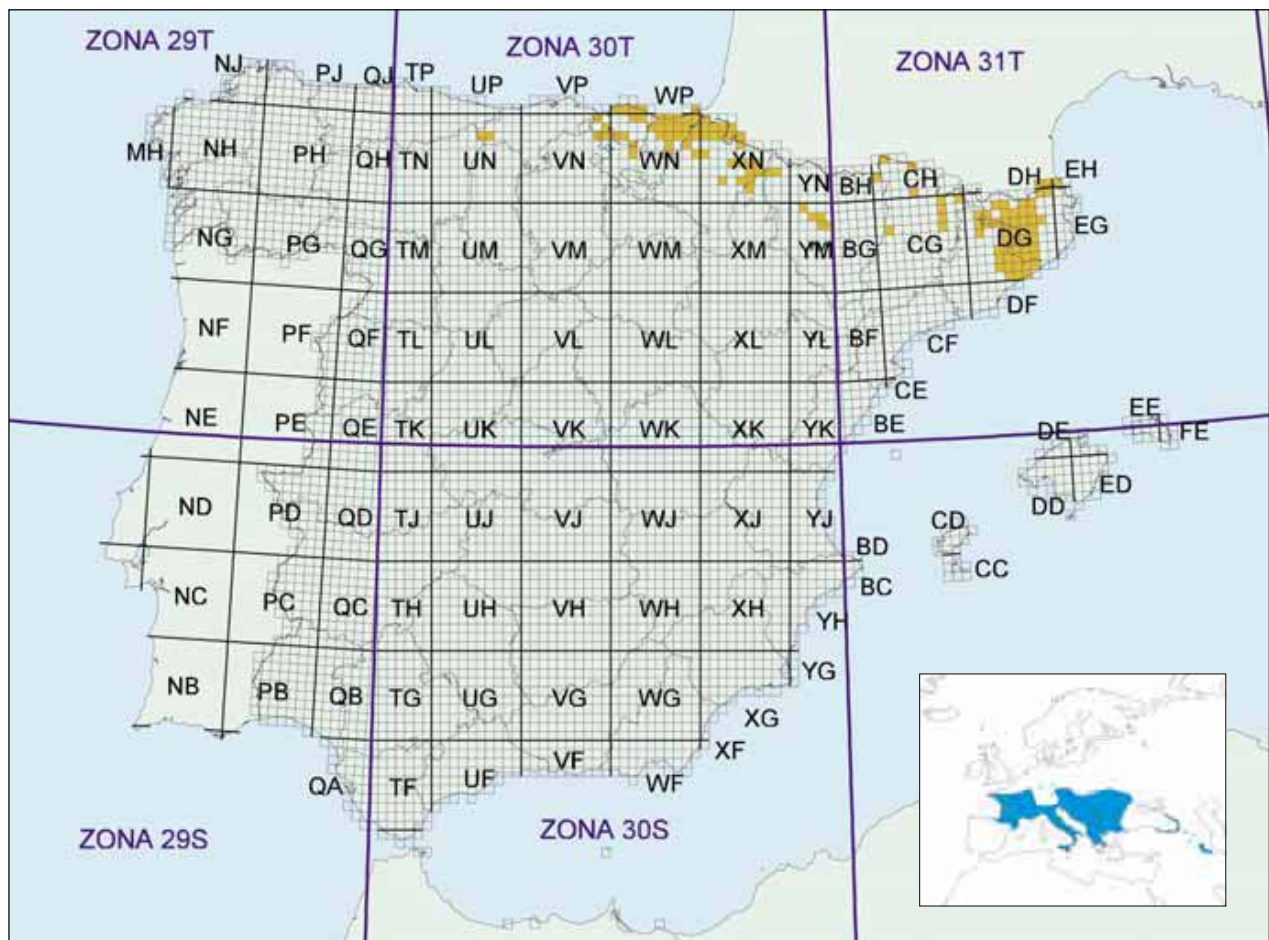 ZONA 29T
ZONA 30T
ZONA 31T
NJ PJ QJ TP UP VP WP
MH NH PH QH TN UN VN WN XN YN BH CH DH EH
NG PG QG TM UM VM WM XM YM BG CG DG EG
NF PF QF TL UL VL WL XL YL BF CF DF
NE PE QE TK UK VK WK XK YK BE CE DE EE FE
ND PD QD TJ UJ VJ WJ XJ YJ BD CD DD ED
NC PC QC TH UH VH WH XH YH BC CC
NB PB QB TG UG VG WG XG YG
QA TF UF VF WF XF
ZONA 29S
ZONA 30S